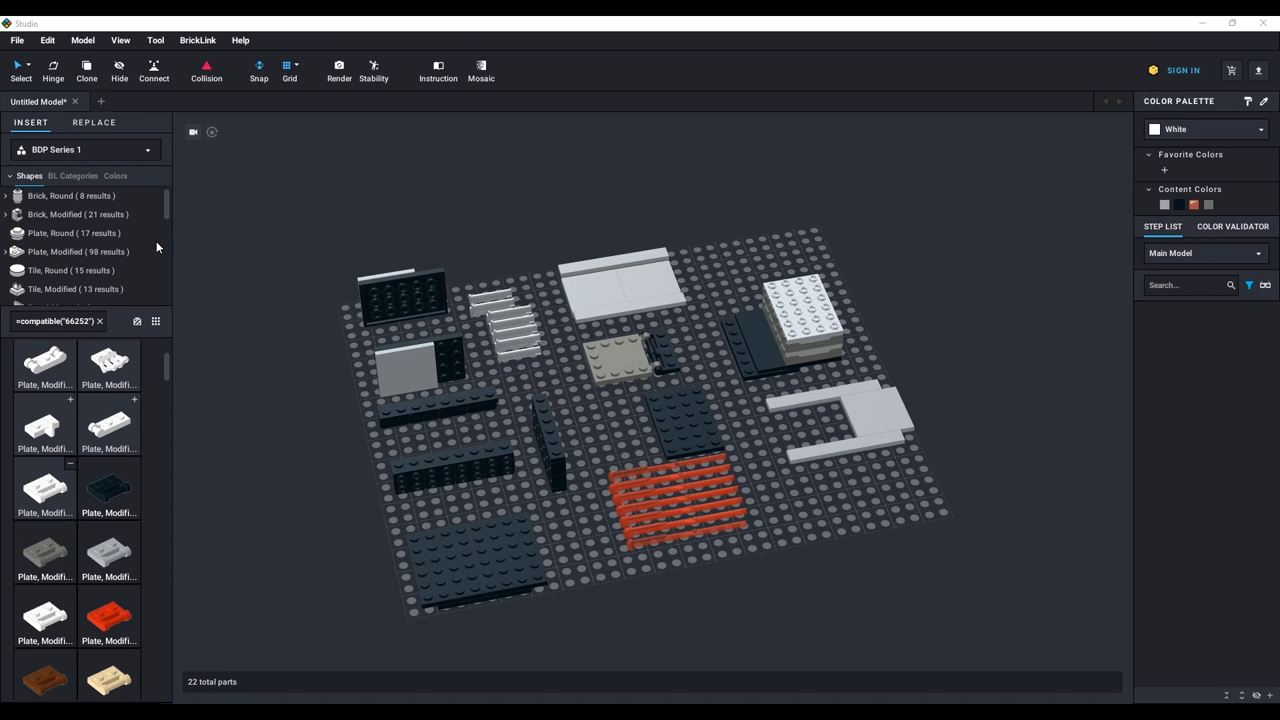 Studio
File Edit Model View Tool BrickLink Help
Select Hinge Clone Hide Connect Collision Snap Grid Render Stability Instruction Mosaic SIGN IN
Untitled Model*
INSERT REPLACE
BDP Series 1
Shapes BL Categories Colors
Brick, Round ( 8 results )
Brick, Modified ( 21 results )
Plate, Round ( 17 results )
Plate, Modified ( 98 results )
Tile, Round ( 15 results )
Tile, Modified ( 13 results )
=compatible("66252")
Plate, Modifi... Plate, Modifi...
Plate, Modifi... Plate, Modifi...
Plate, Modifi... Plate, Modifi...
Plate, Modifi... Plate, Modifi...
Plate, Modifi... Plate, Modifi...
22 total parts
COLOR PALETTE
White
Favorite Colors
Content Colors
STEP LIST COLOR VALIDATOR
Main Model
Search...